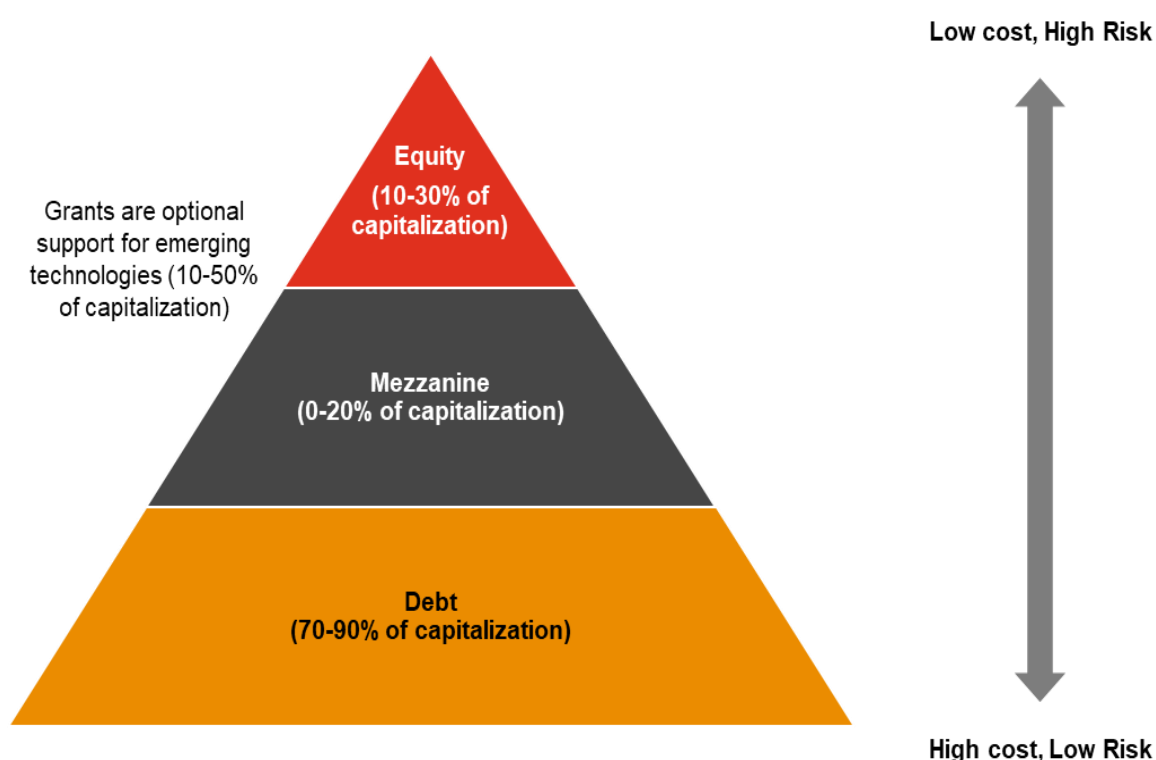 Low cost, High Risk
Equity
(10-30% of
capitalization)
Grants are optional
support for emerging
technologies (10-50%
of capitalization)
Mezzanine
(0-20% of capitalization)
Debt
(70-90% of capitalization)
High cost, Low Risk